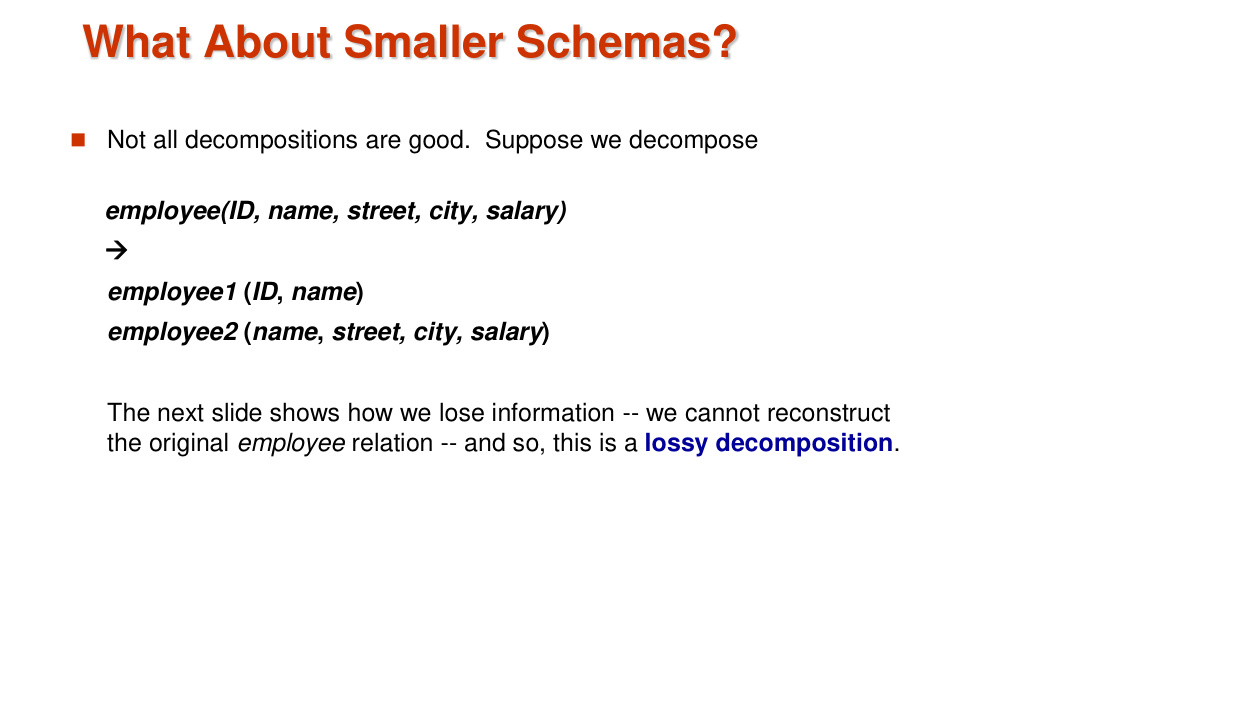 What About Smaller Schemas?
Not all decompositions are good.  Suppose we decompose
employee(ID, name, street, city, salary)
→
employee1 (ID, name)
employee2 (name, street, city, salary)
The next slide shows how we lose information -- we cannot reconstruct
the original employee relation -- and so, this is a lossy decomposition.